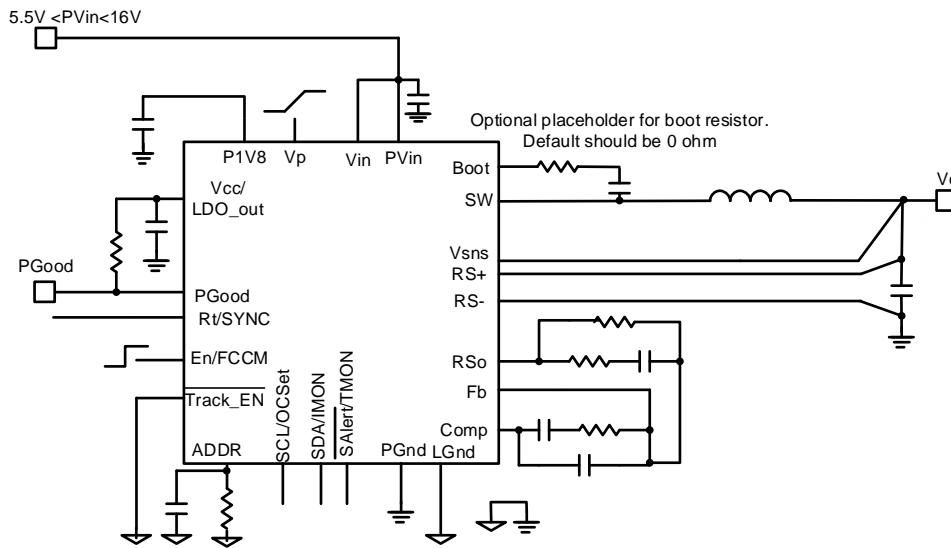 5.5V <PVin<16V
Optional placeholder for boot resistor.
Default should be 0 ohm
P1V8
Vp
Vin
PVin
Boot
Vcc/
LDO_out
SW
Vsns
RS+
RS-
PGood
PGood
Rt/SYNC
En/FCCM
RSo
Track_EN
Fb
Comp
ADDR
SCL/OCSet
SDA/IMON
SAlert/TMON
PGnd
LGnd